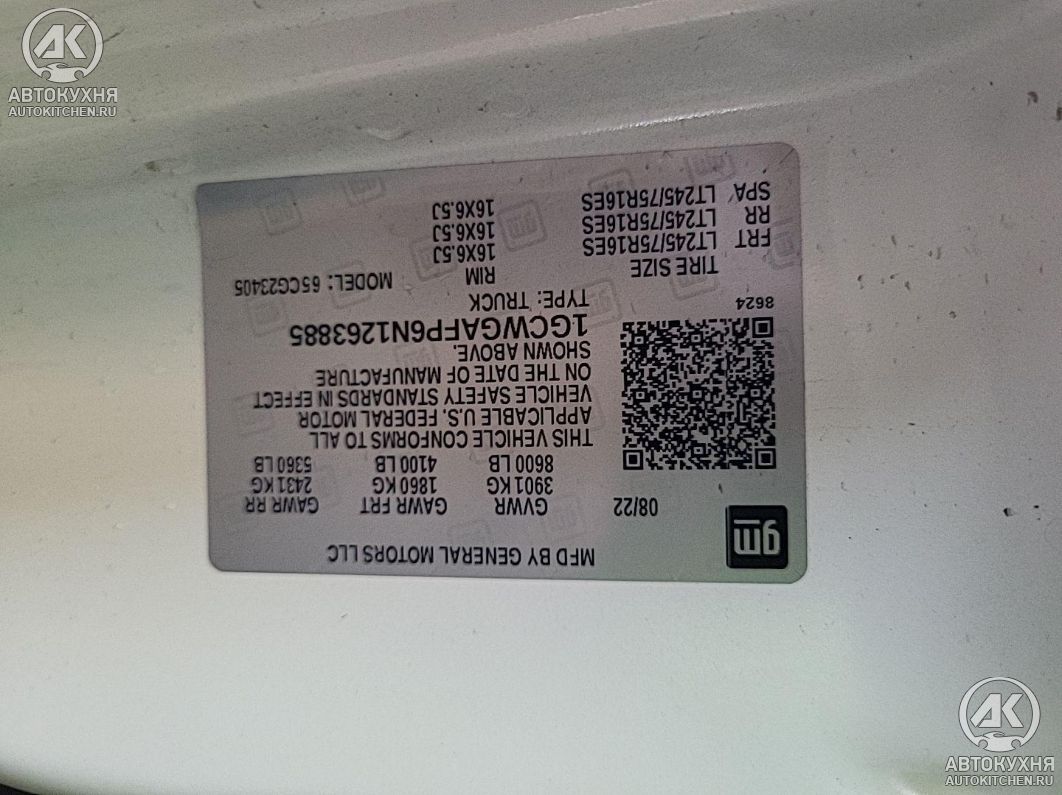 АВТОКУХНЯ
AUTOKITCHEN.RU
gm
MFD BY GENERAL MOTORS LLC
08/22 GVWR GAWR FRT GAWR RR
3901 KG 1860 KG 2431 KG
8600 LB 4100 LB 5360 LB
THIS VEHICLE CONFORMS TO ALL
APPLICABLE U.S. FEDERAL MOTOR
VEHICLE SAFETY STANDARDS IN EFFECT
ON THE DATE OF MANUFACTURE
SHOWN ABOVE.
1GCWGAFP6N1263885
8624 TYPE: TRUCK
MODEL: 65CG23405
TIRE SIZE RIM
FRT LT245/75R16ES 16X6.5J
RR LT245/75R16ES 16X6.5J
SPA LT245/75R16ES 16X6.5J
АВТОКУХНЯ
AUTOKITCHEN.RU